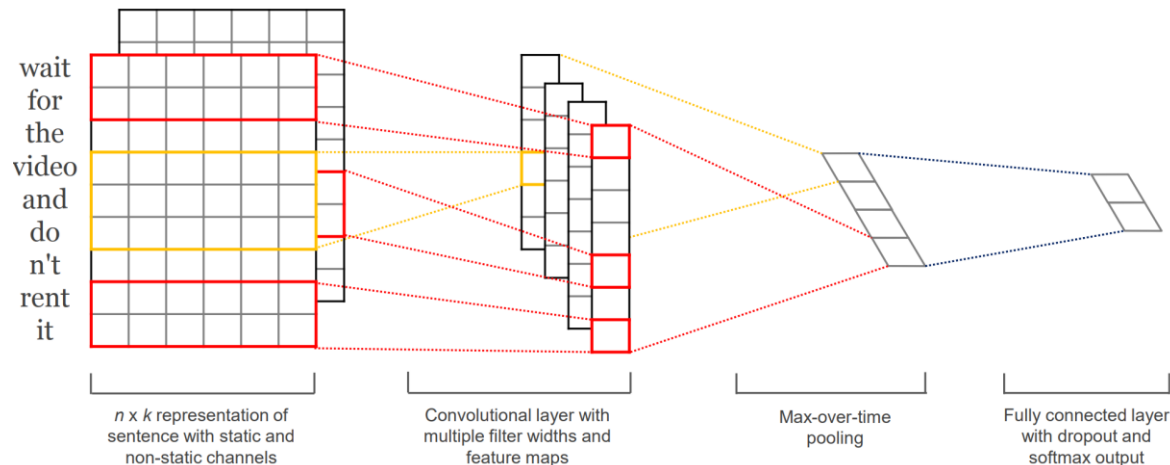 wait
for
the
video
and
do
n't
rent
it
n x k representation of
sentence with static and
non-static channels
Convolutional layer with
multiple filter widths and
feature maps
Max-over-time
pooling
Fully connected layer
with dropout and
softmax output